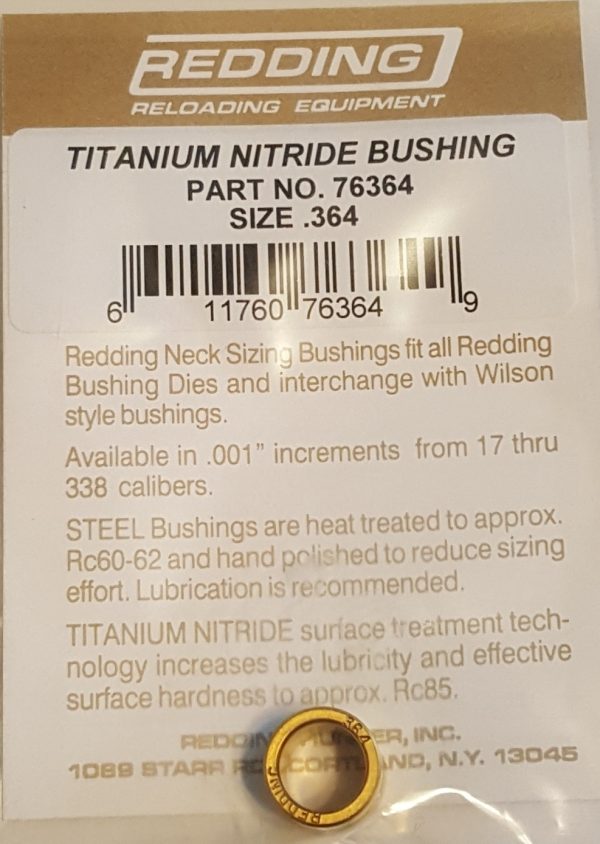 REDDING
RELOADING EQUIPMENT
TITANIUM NITRIDE BUSHING
PART NO. 76364
SIZE .364
6 11760 76364 9
Redding Neck Sizing Bushings fit all Redding
Bushing Dies and interchange with Wilson
style bushings.
Available in .001" increments from 17 thru
338 calibers.
STEEL Bushings are heat treated to approx.
Rc60-62 and hand polished to reduce sizing
effort. Lubrication is recommended.
TITANIUM NITRIDE surface treatment tech-
nology increases the lubricity and effective
surface hardness to approx. Rc85.
INC.
1089 STARR N.Y. 13045
364
REDDING